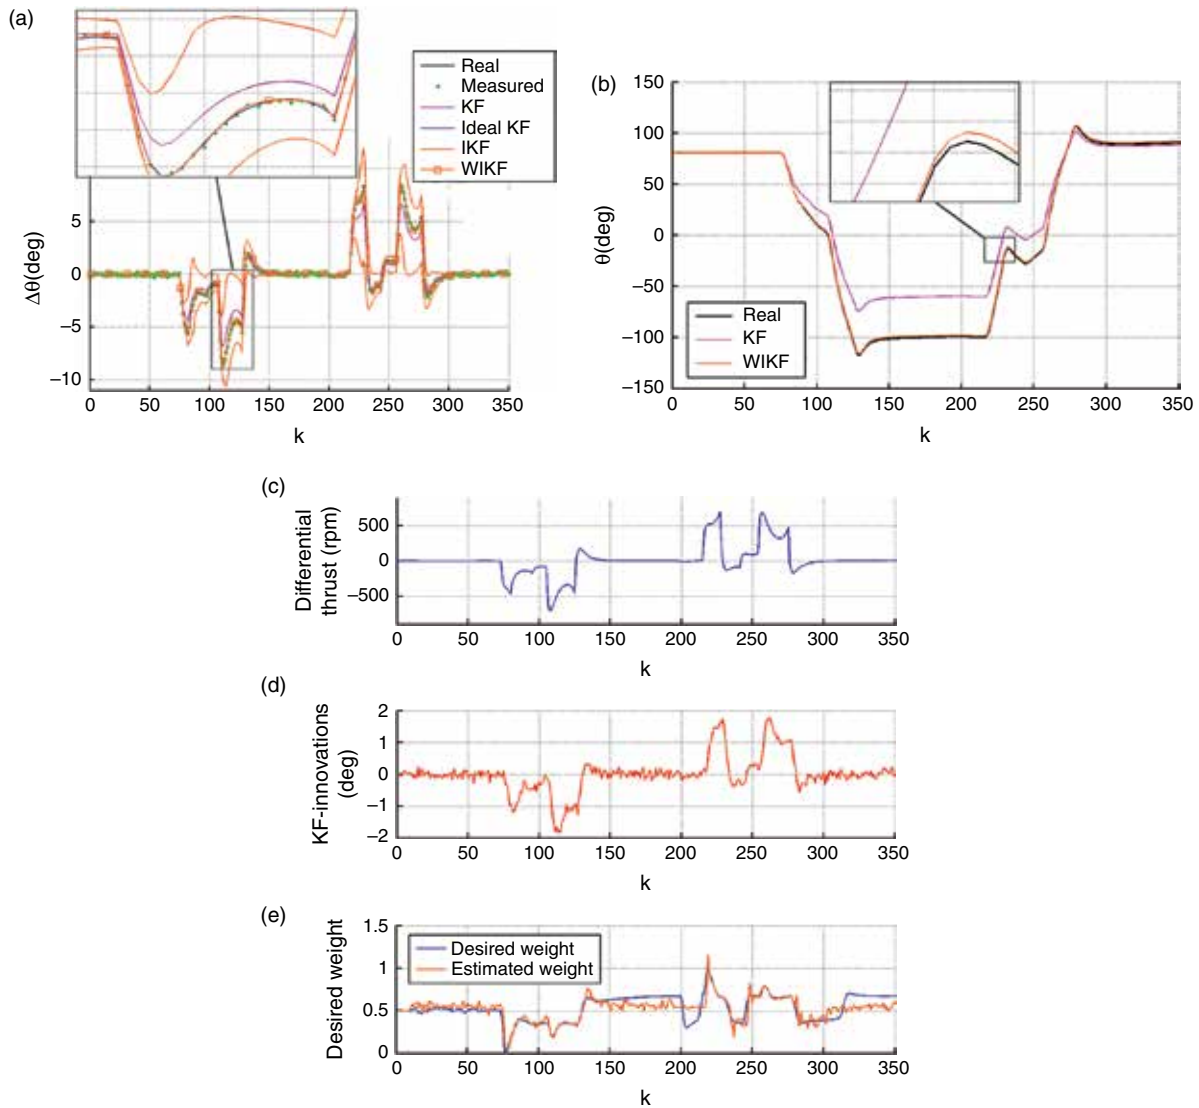 (a)
Real
Measured
KF
Ideal KF
IKF
WIKF
Δθ(deg)
5
0
−5
−10
0 50 100 150 200 250 300 350
k
(b)
θ(deg)
150
100
50
0
−50
−100
−150
Real
KF
WIKF
0 50 100 150 200 250 300 350
k
(c)
Differential
thrust (rpm)
500
0
−500
0 50 100 150 200 250 300 350
k
(d)
KF-innovations
(deg)
2
1
0
−1
−2
0 50 100 150 200 250 300 350
k
(e)
Desired weight
1.5
1
0.5
0
Desired weight
Estimated weight
0 50 100 150 200 250 300 350
k